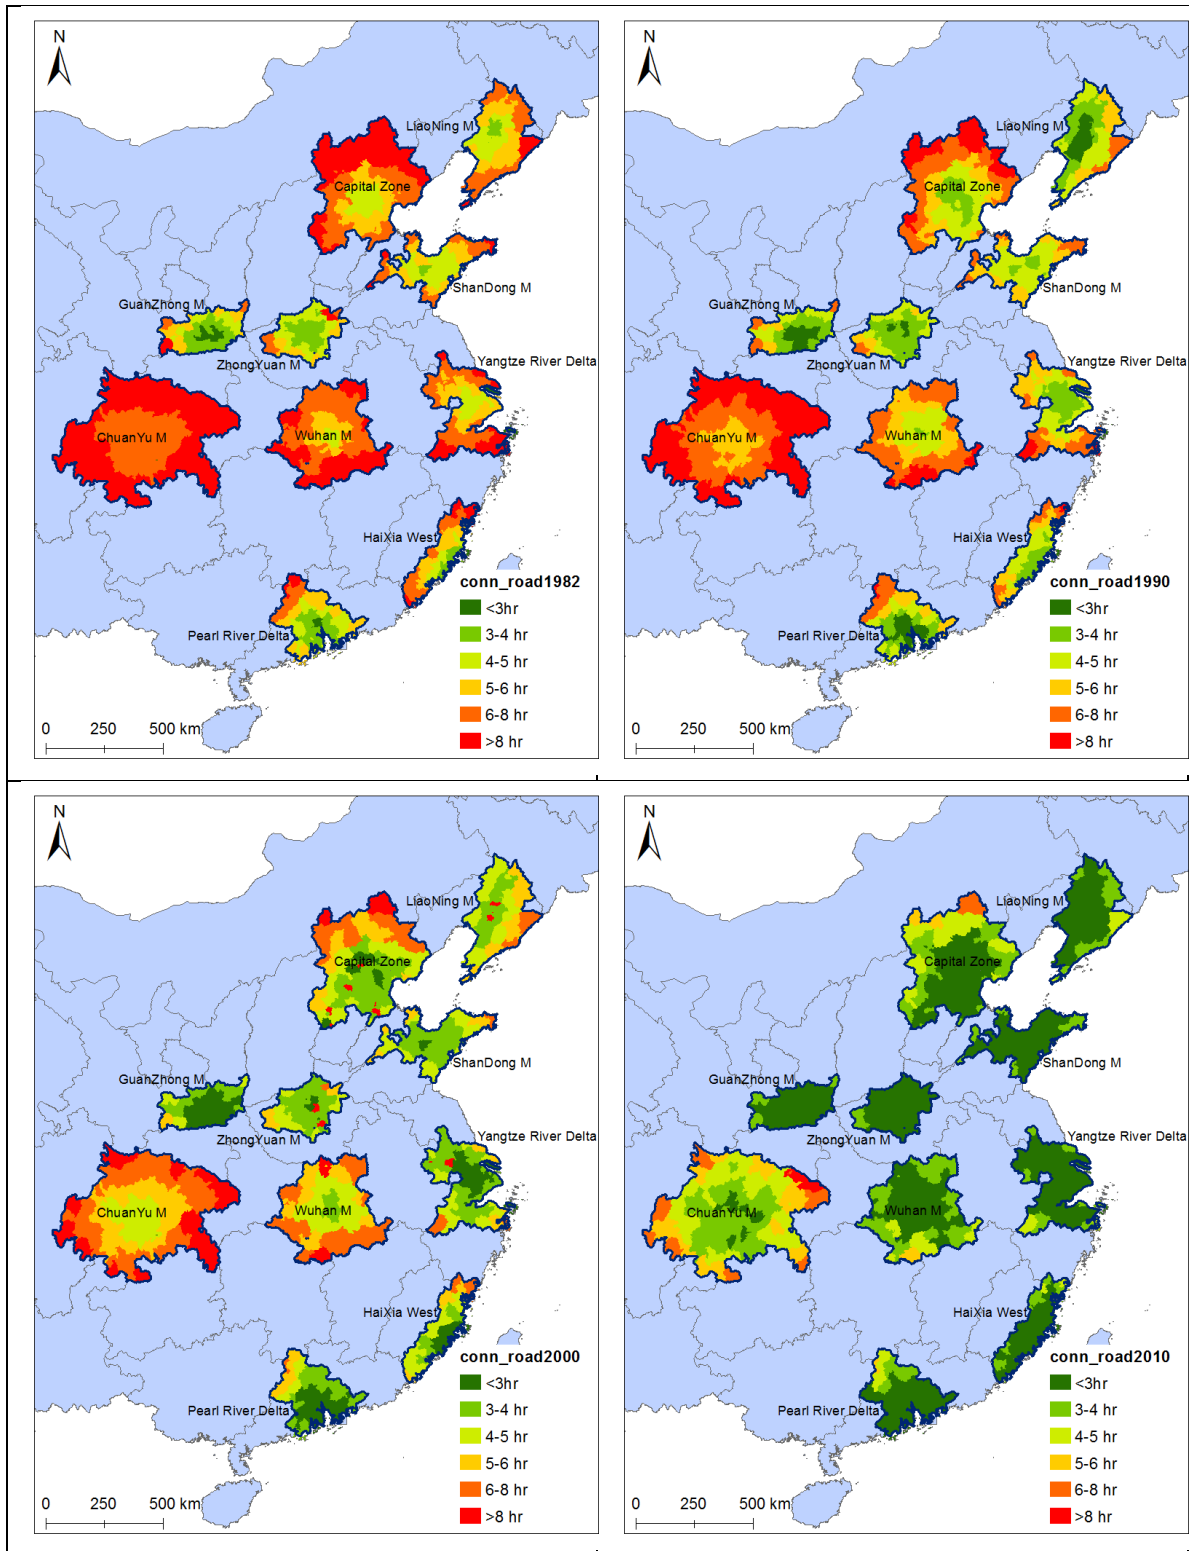 N
LiaoNing M
Capital Zone
ShanDong M
GuanZhong M
ZhongYuan M
Yangtze River Delta
ChuanYu M
Wuhan M
HaiXia West
Pearl River Delta
conn_road1982
<3hr
3-4 hr
4-5 hr
5-6 hr
6-8 hr
>8 hr
0 250 500 km
N
LiaoNing M
Capital Zone
ShanDong M
GuanZhong M
ZhongYuan M
Yangtze River Delta
ChuanYu M
Wuhan M
HaiXia West
Pearl River Delta
conn_road1990
<3hr
3-4 hr
4-5 hr
5-6 hr
6-8 hr
>8 hr
0 250 500 km
N
LiaoNing M
Capital Zone
ShanDong M
GuanZhong M
ZhongYuan M
Yangtze River Delta
ChuanYu M
Wuhan M
HaiXia West
Pearl River Delta
conn_road2000
<3hr
3-4 hr
4-5 hr
5-6 hr
6-8 hr
>8 hr
0 250 500 km
N
LiaoNing M
Capital Zone
ShanDong M
GuanZhong M
ZhongYuan M
Yangtze River Delta
ChuanYu M
Wuhan M
HaiXia West
Pearl River Delta
conn_road2010
<3hr
3-4 hr
4-5 hr
5-6 hr
6-8 hr
>8 hr
0 250 500 km